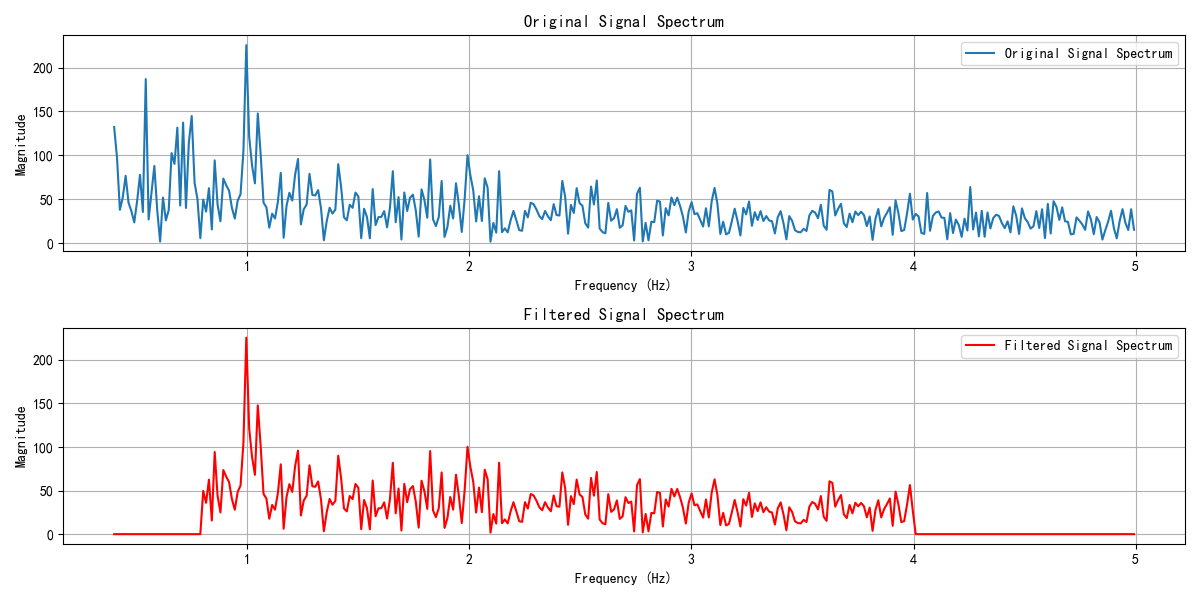 Original Signal Spectrum
Original Signal Spectrum
200
150
100
50
0
Magnitude
1 2 3 4 5
Frequency (Hz)
Filtered Signal Spectrum
Filtered Signal Spectrum
200
150
100
50
0
Magnitude
1 2 3 4 5
Frequency (Hz)